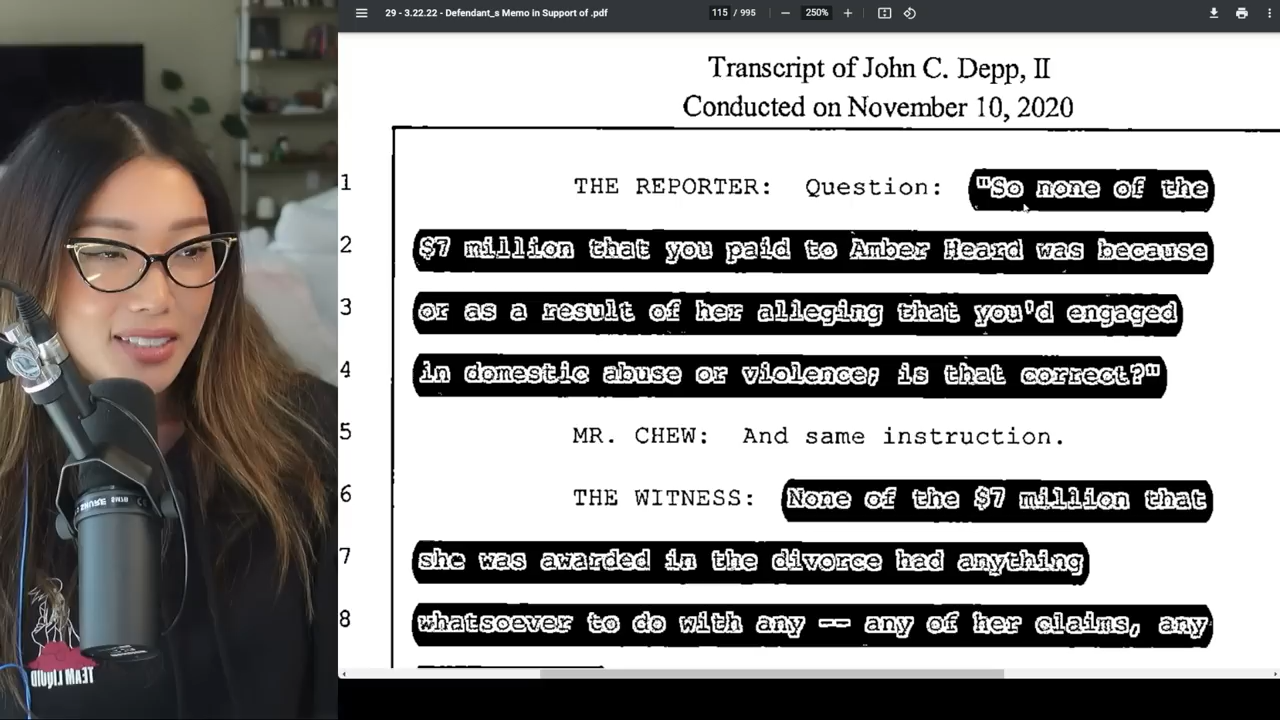 29 - 3.22.22 - Defendant_s Memo in Support of .pdf
115 / 995
250%
Transcript of John C. Depp, II
Conducted on November 10, 2020
1 THE REPORTER: Question: "So none of the
2 $7 million that you paid to Amber Heard was because
3 or as a result of her alleging that you'd engaged
4 in domestic abuse or violence; is that correct?"
5 MR. CHEW: And same instruction.
6 THE WITNESS: None of the $7 million that
7 she was awarded in the divorce had anything
8 whatsoever to do with any -- any of her claims, any
SHURE SM7B
TEAM LIQUID